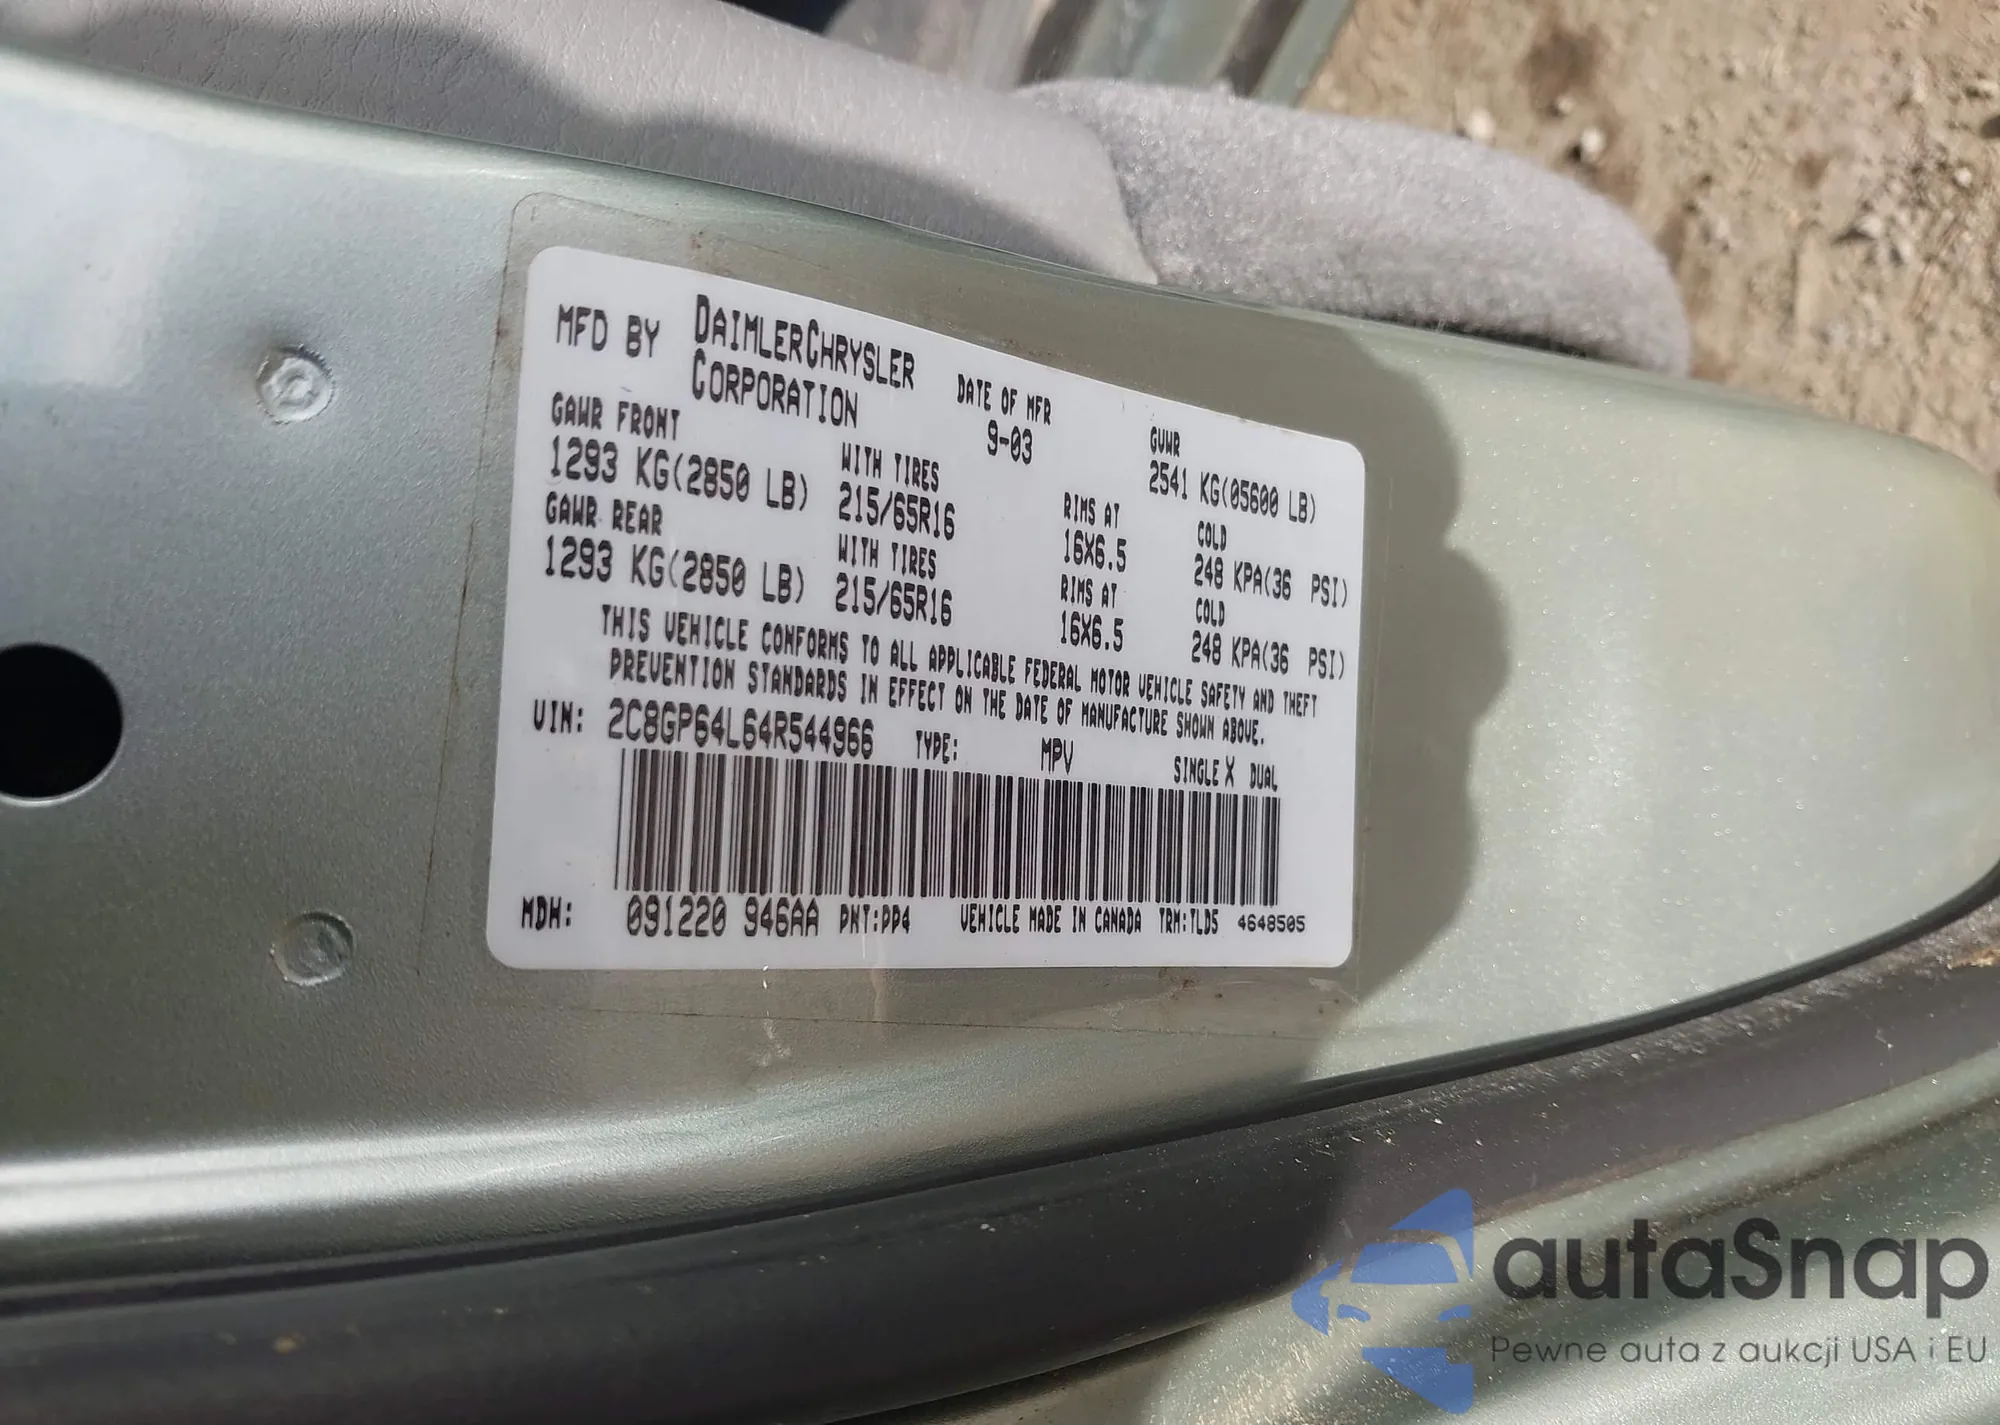 MFD BY DAIMLERCHRYSLER CORPORATION
DATE OF MFR 9-03
GVWR 2541 KG(05600 LB)
GAWR FRONT WITH TIRES RIMS AT COLD
1293 KG(2850 LB) 215/65R16 16X6.5 248 KPA(36 PSI)
GAWR REAR WITH TIRES RIMS AT COLD
1293 KG(2850 LB) 215/65R16 16X6.5 248 KPA(36 PSI)
THIS VEHICLE CONFORMS TO ALL APPLICABLE FEDERAL MOTOR VEHICLE SAFETY AND THEFT
PREVENTION STANDARDS IN EFFECT ON THE DATE OF MANUFACTURE SHOWN ABOVE.
VIN: 2C8GP64L64R544966 TYPE: MPV SINGLE X DUAL
MDH: 091220 946AA PNT:PP4 VEHICLE MADE IN CANADA TRM:TLD5 4648505
autaSnap
Pewne auta z aukcji USA i EU